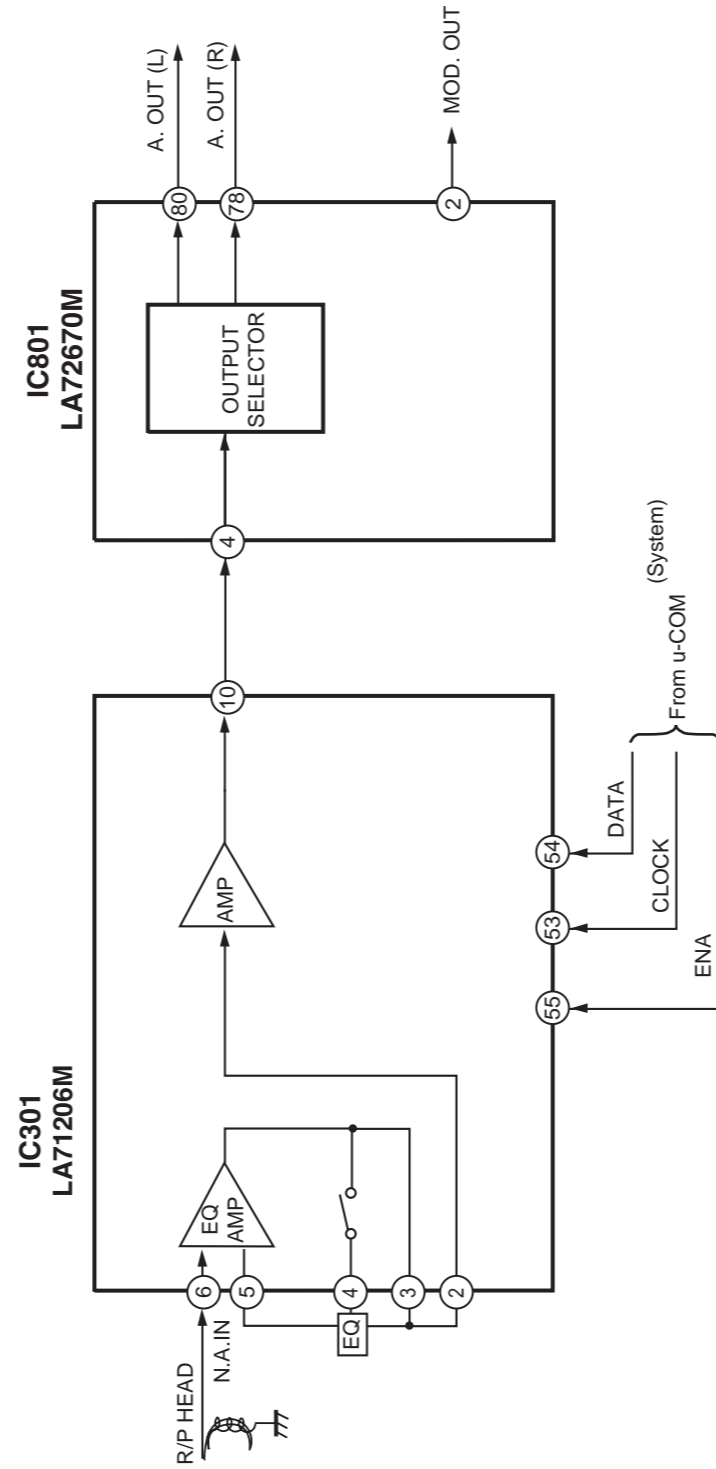 IC301
LA71206M
R/P HEAD
N.A.IN
6
5
4
3
2
EQ
AMP
EQ
AMP
10
55
53
54
ENA
CLOCK
DATA
From u-COM
(System)
IC801
LA72670M
4
OUTPUT
SELECTOR
80
78
2
A. OUT (L)
A. OUT (R)
MOD. OUT